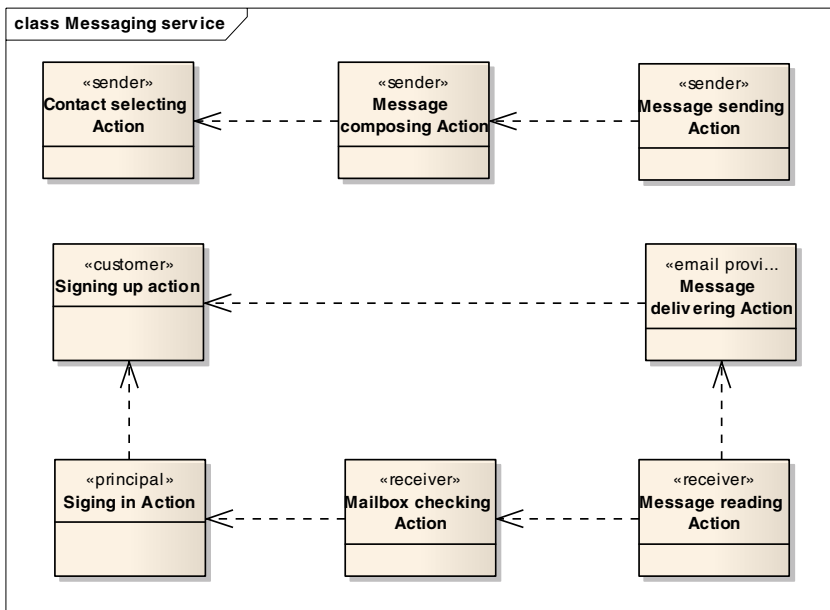 class Messaging service
«sender»
Contact selecting
Action
«sender»
Message
composing Action
«sender»
Message sending
Action
«customer»
Signing up action
«email provi...
Message
delivering Action
«principal»
Siging in Action
«receiver»
Mailbox checking
Action
«receiver»
Message reading
Action